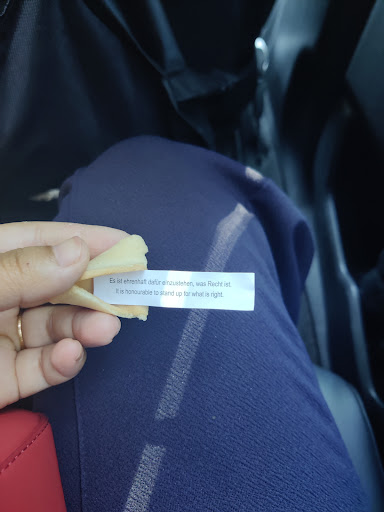 Es ist ehrenhaft dafür einzustehen, was Recht ist.
It is honourable to stand up for what is right.